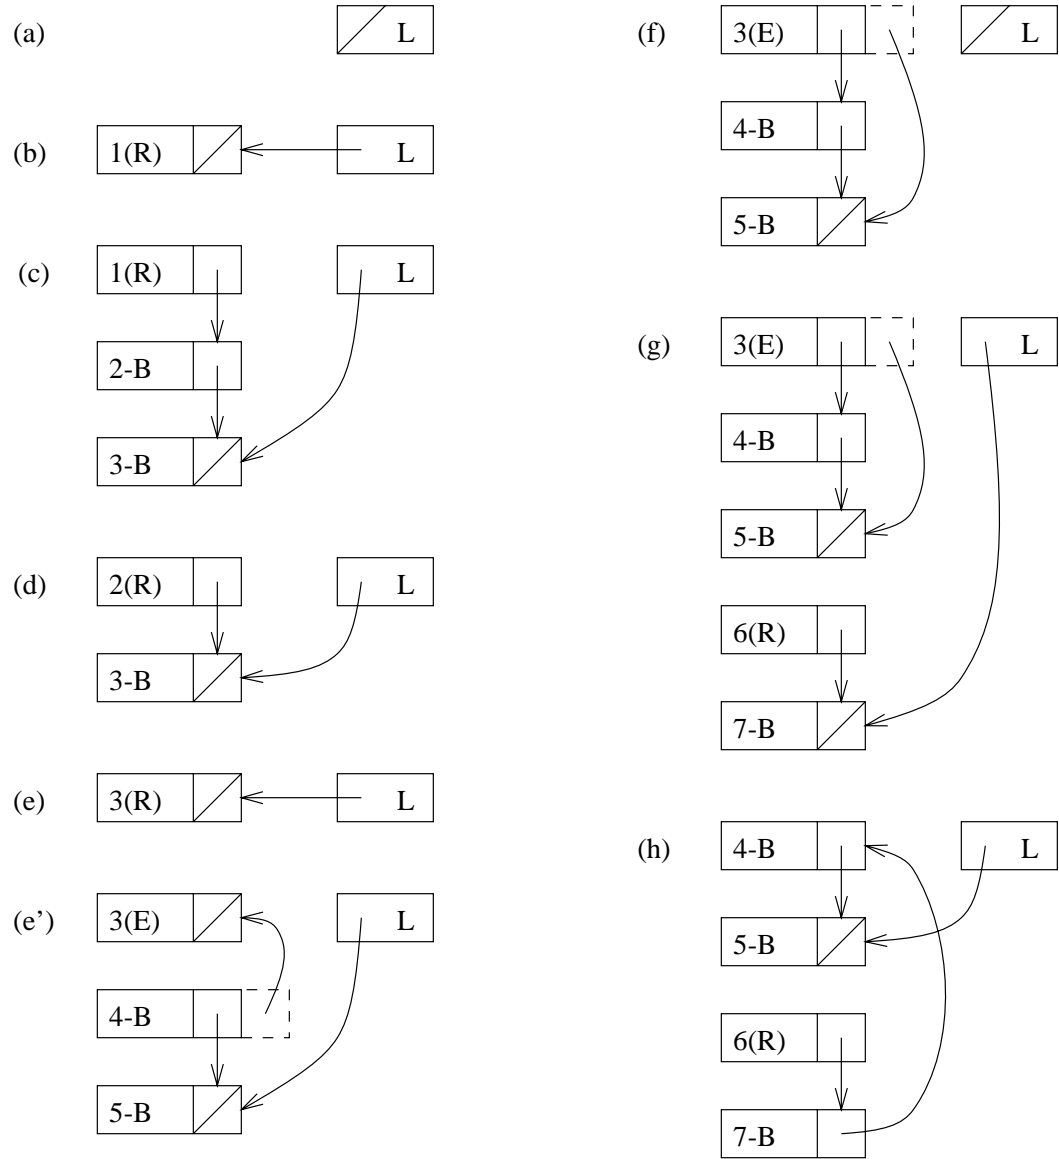 (a) L
(b) 1(R) L
(c) 1(R) L
2-B
3-B
(d) 2(R) L
3-B
(e) 3(R) L
(e’) 3(E) L
4-B
5-B
(f) 3(E) L
4-B
5-B
(g) 3(E) L
4-B
5-B
6(R)
7-B
(h) 4-B L
5-B
6(R)
7-B